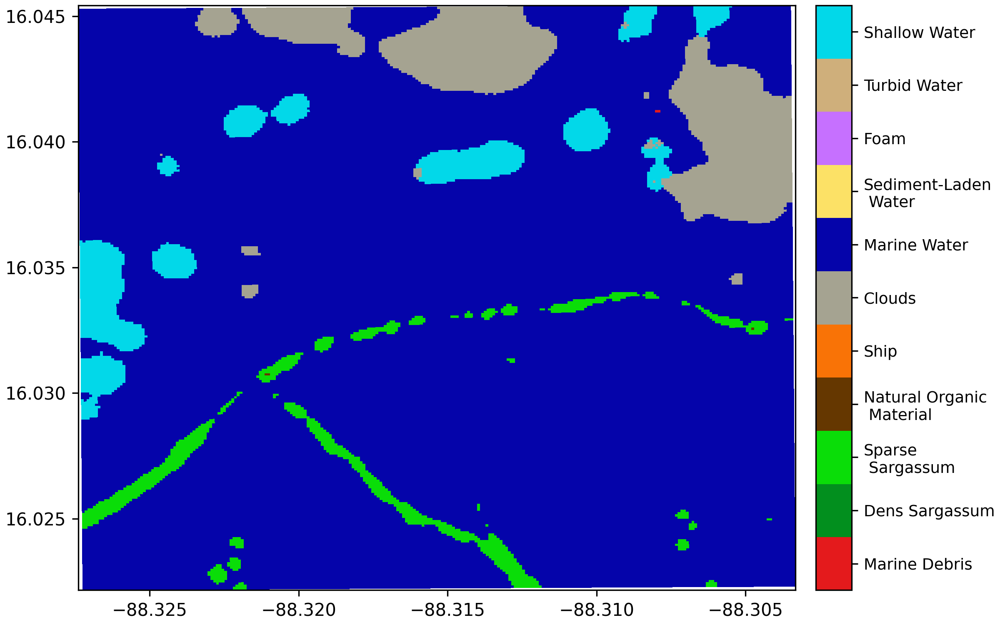 16.045
16.040
16.035
16.030
16.025
−88.325
−88.320
−88.315
−88.310
−88.305
Shallow Water
Turbid Water
Foam
Sediment-Laden
Water
Marine Water
Clouds
Ship
Natural Organic
Material
Sparse
Sargassum
Dens Sargassum
Marine Debris